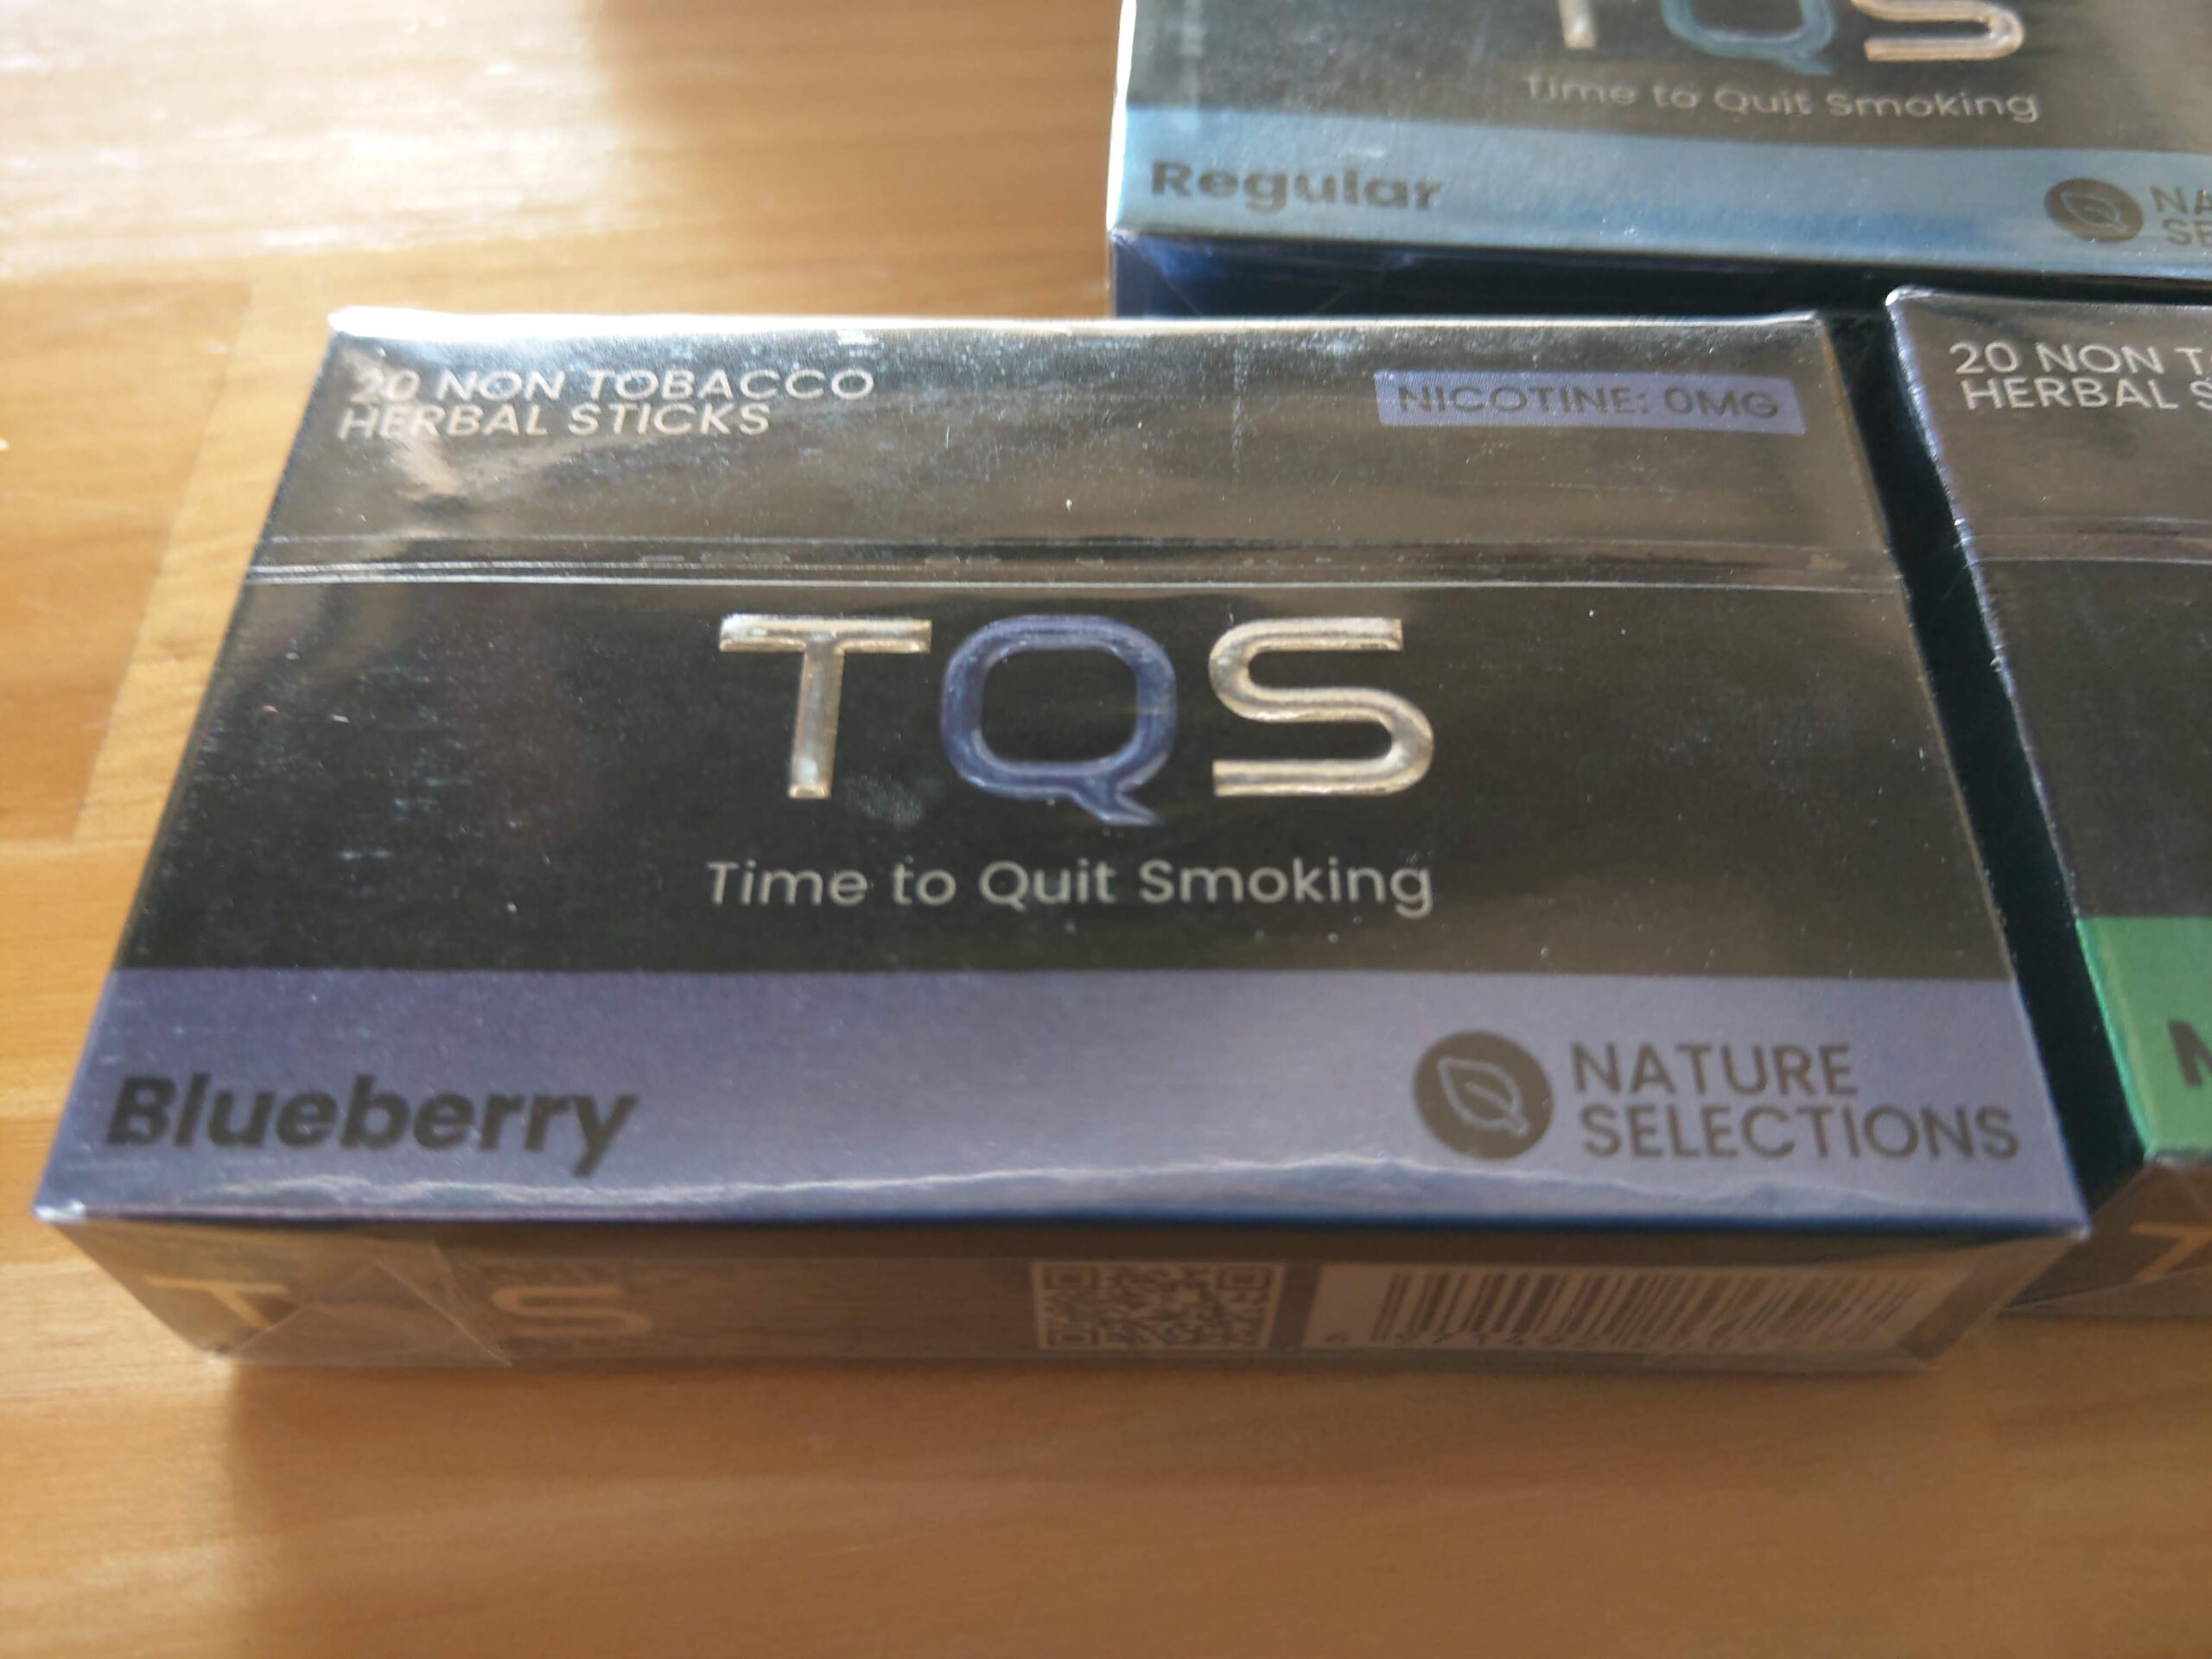 TQS
Time to Quit Smoking
Regular
20 NON TOBACCO
HERBAL STICKS
NICOTINE: 0MG
TQS
Time to Quit Smoking
Blueberry
NATURE
SELECTIONS
T S
20 NON
HERBAL